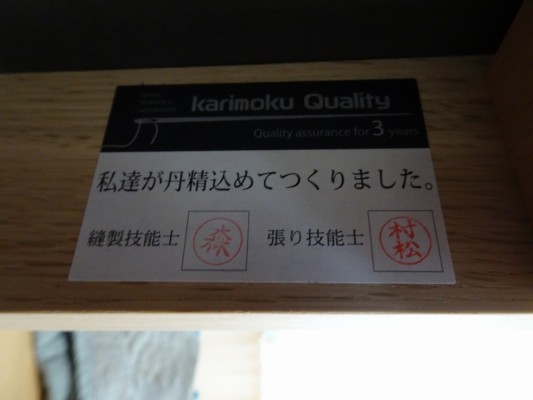 karimoku Quality
Quality assurance for 3 years
私達が丹精込めてつくりました。
縫製技能士 森 張り技能士 村松